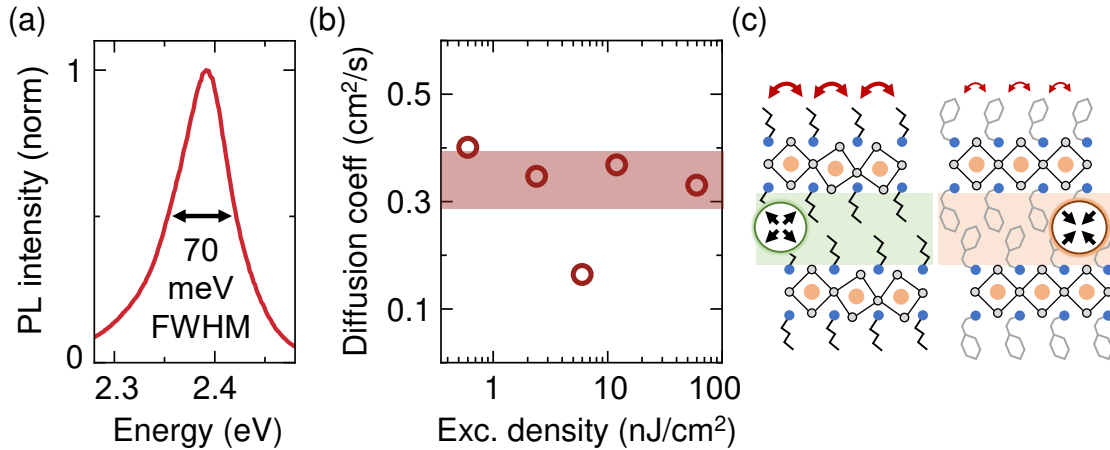 (a)
PL intensity (norm)
1
0
70
meV
FWHM
2.3
2.4
Energy (eV)
(b)
Diffusion coeff (cm²/s)
0.5
0.3
0.1
1
10
100
Exc. density (nJ/cm²)
(c)